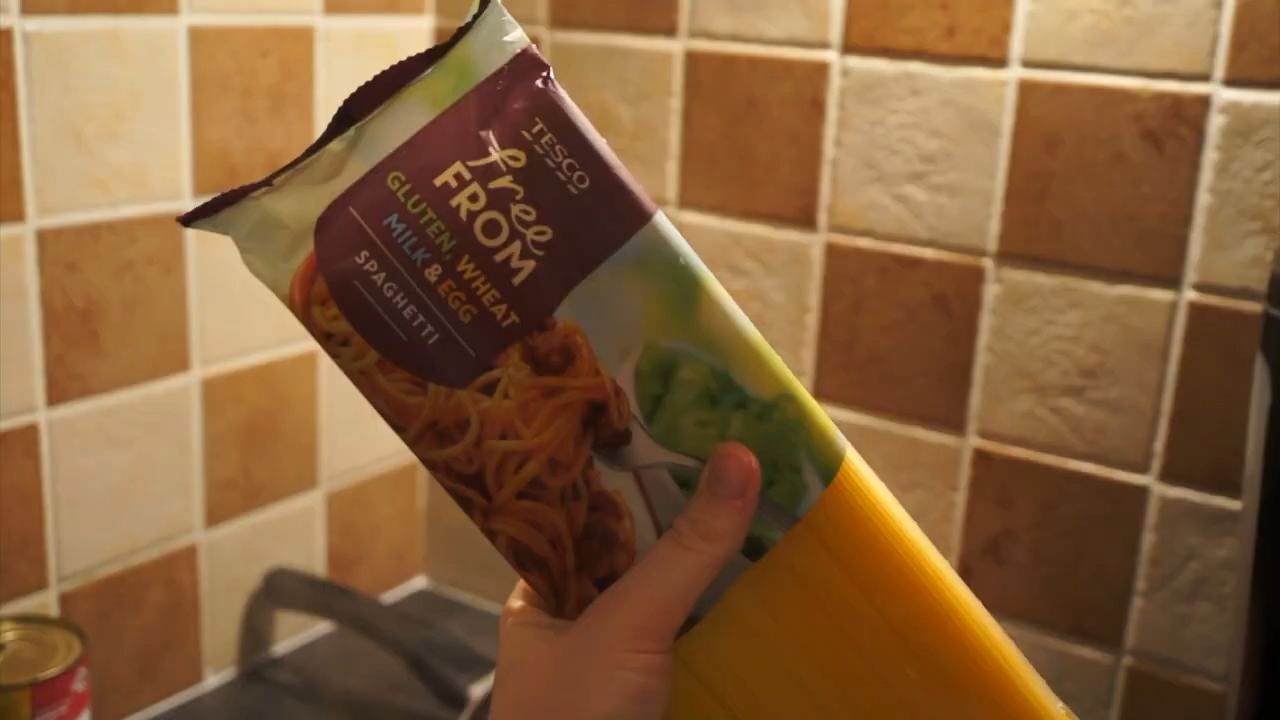 TESCO
free
FROM
GLUTEN, WHEAT
MILK & EGG
SPAGHETTI